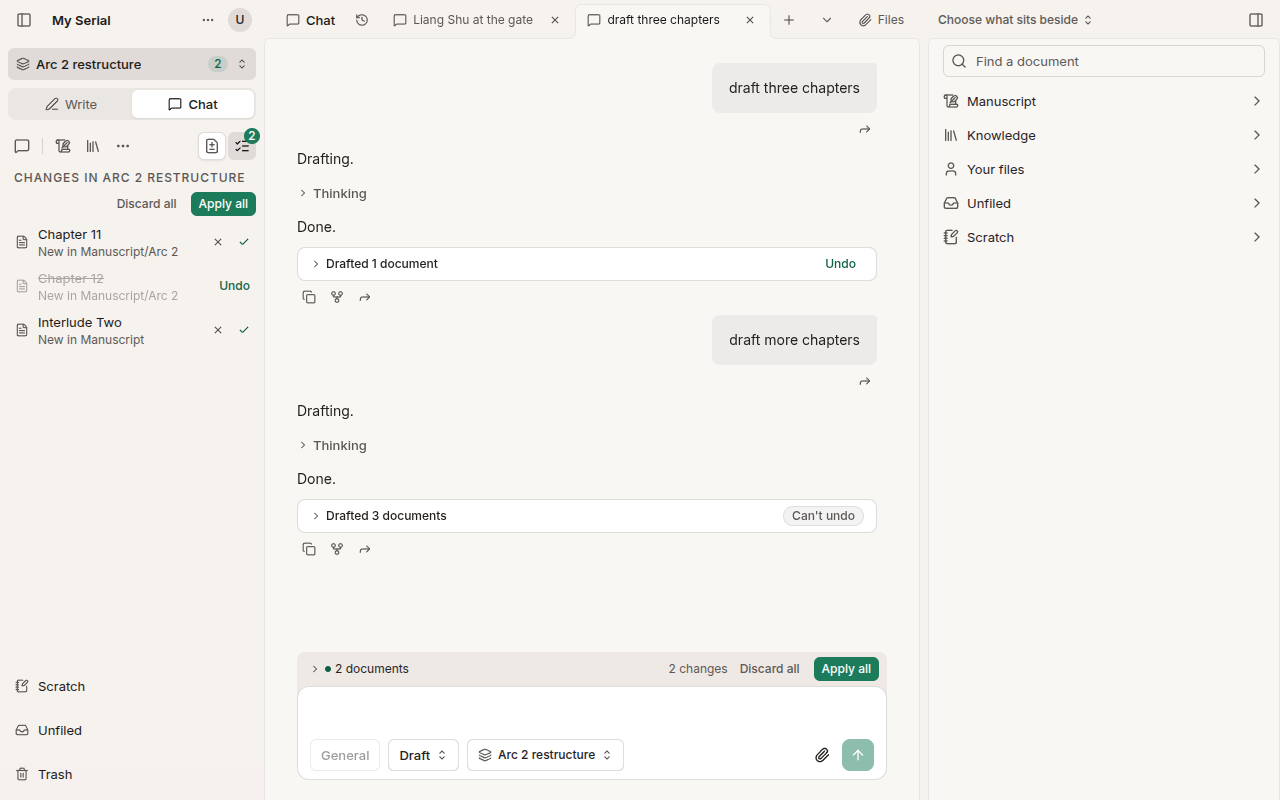 My Serial
U
Chat
Liang Shu at the gate
draft three chapters
Files
Choose what sits beside
Arc 2 restructure
2
Write
Chat
2
CHANGES IN ARC 2 RESTRUCTURE
Discard all
Apply all
Chapter 11
New in Manuscript/Arc 2
Chapter 12
New in Manuscript/Arc 2
Undo
Interlude Two
New in Manuscript
Scratch
Unfiled
Trash
draft three chapters
Drafting.
Thinking
Done.
Drafted 1 document
Undo
draft more chapters
Drafting.
Thinking
Done.
Drafted 3 documents
Can't undo
2 documents
2 changes
Discard all
Apply all
General
Draft
Arc 2 restructure
Find a document
Manuscript
Knowledge
Your files
Unfiled
Scratch